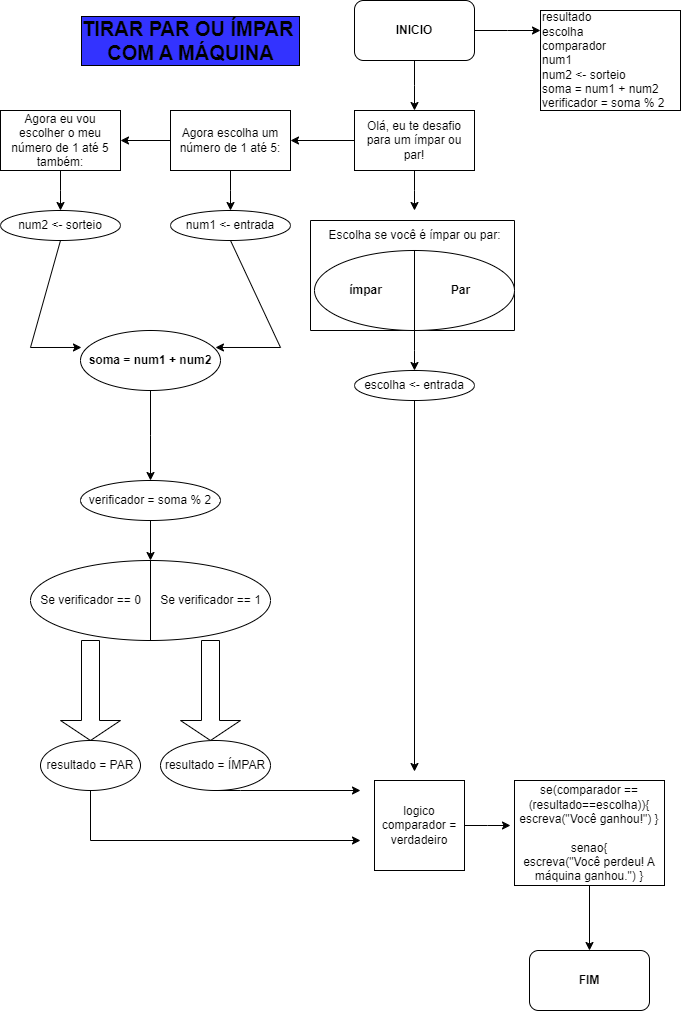 TIRAR PAR OU ÍMPAR
COM A MÁQUINA
INICIO
resultado
escolha
comparador
num1
num2 <- sorteio
soma = num1 + num2
verificador = soma % 2
Agora eu vou
escolher o meu
número de 1 até 5
também:
Agora escolha um
número de 1 até 5:
Olá, eu te desafio
para um ímpar ou
par!
num2 <- sorteio
num1 <- entrada
Escolha se você é ímpar ou par:
ímpar
Par
soma = num1 + num2
escolha <- entrada
verificador = soma % 2
Se verificador == 0
Se verificador == 1
resultado = PAR
resultado = ÍMPAR
logico
comparador =
verdadeiro
se(comparador ==
(resultado==escolha)){
escreva("Você ganhou!") }
senao{
escreva("Você perdeu! A
máquina ganhou.") }
FIM